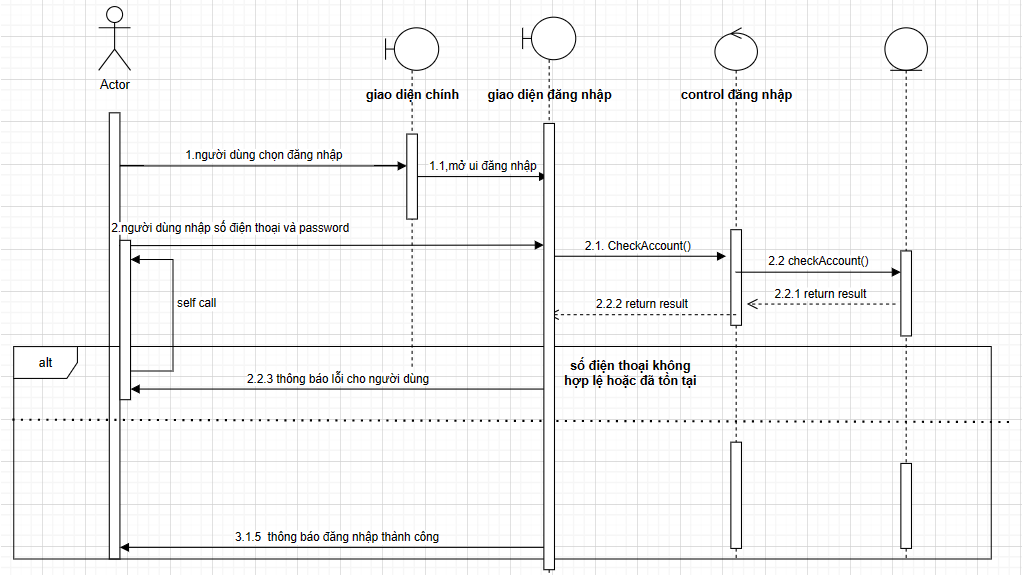 Actor
giao diện chính
giao diện đăng nhập
control đăng nhập
1.người dùng chọn đăng nhập
1.1,mở ui đăng nhập
2.người dùng nhập số điện thoại và password
2.1. CheckAccount()
2.2 checkAccount()
2.2.1 return result
2.2.2 return result
self call
alt
số điện thoại không
hợp lệ hoặc đã tồn tại
2.2.3 thông báo lỗi cho người dùng
3.1.5 thông báo đăng nhập thành công